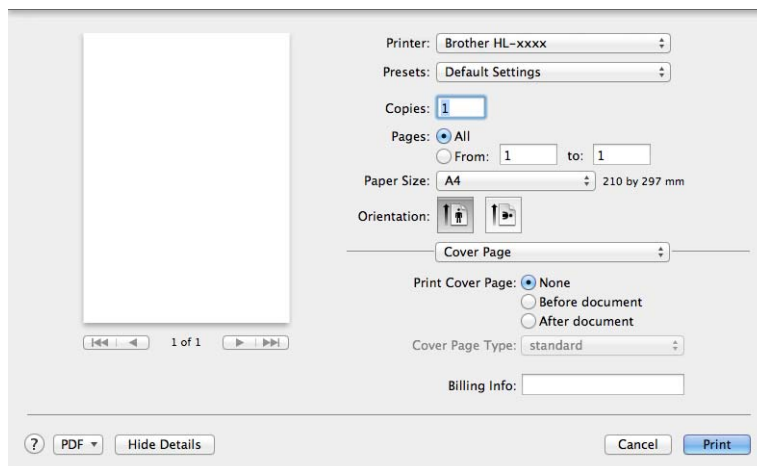 Printer: Brother HL-xxxx
Presets: Default Settings
Copies: 1
Pages: All
From: 1 to: 1
Paper Size: A4 210 by 297 mm
Orientation:
Cover Page
Print Cover Page: None
Before document
After document
1 of 1
Cover Page Type: standard
Billing Info:
? PDF Hide Details Cancel Print